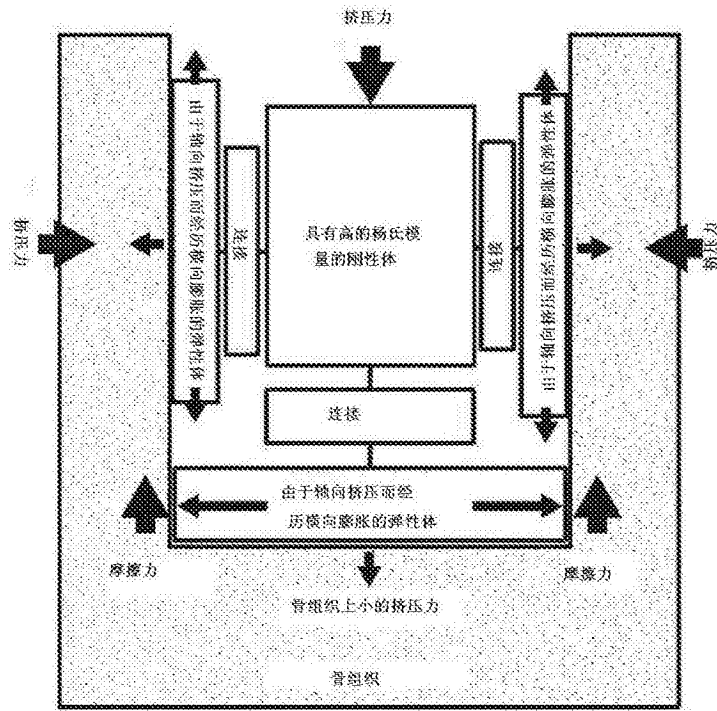 挤压力
由于轴向挤压而经历横向膨胀的弹性体
连接
具有高的杨氏模
量的刚性体
连接
由于轴向挤压而经历横向膨胀的弹性体
挤压力
挤压力
连接
由于轴向挤压而经
历横向膨胀的弹性体
摩擦力
摩擦力
骨组织上小的挤压力
骨组织